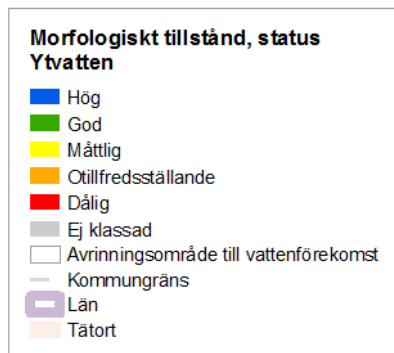 Morfologiskt tillstånd, status
Ytvatten
Hög
God
Måttlig
Otillfredsställande
Dålig
Ej klassad
Avrinningsområde till vattenförekomst
Kommungräns
Län
Tätort